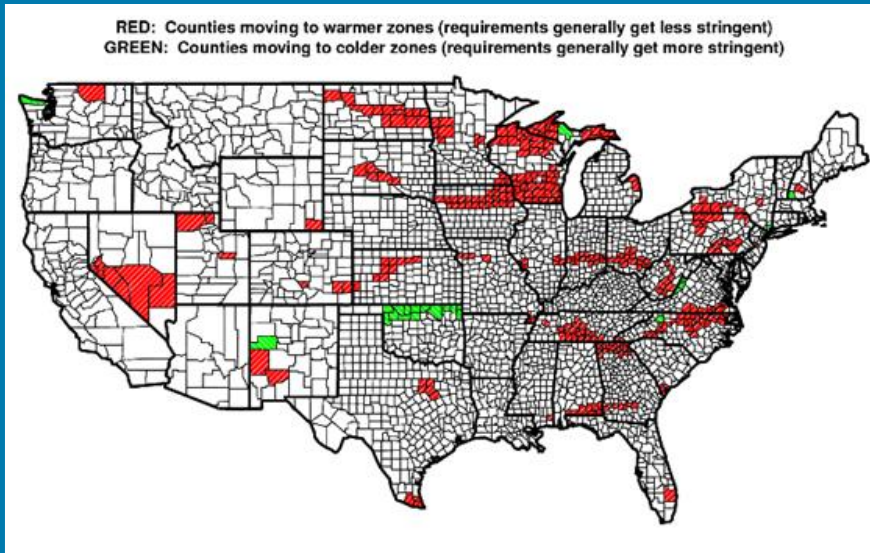 RED: Counties moving to warmer zones (requirements generally get less stringent)
GREEN: Counties moving to colder zones (requirements generally get more stringent)